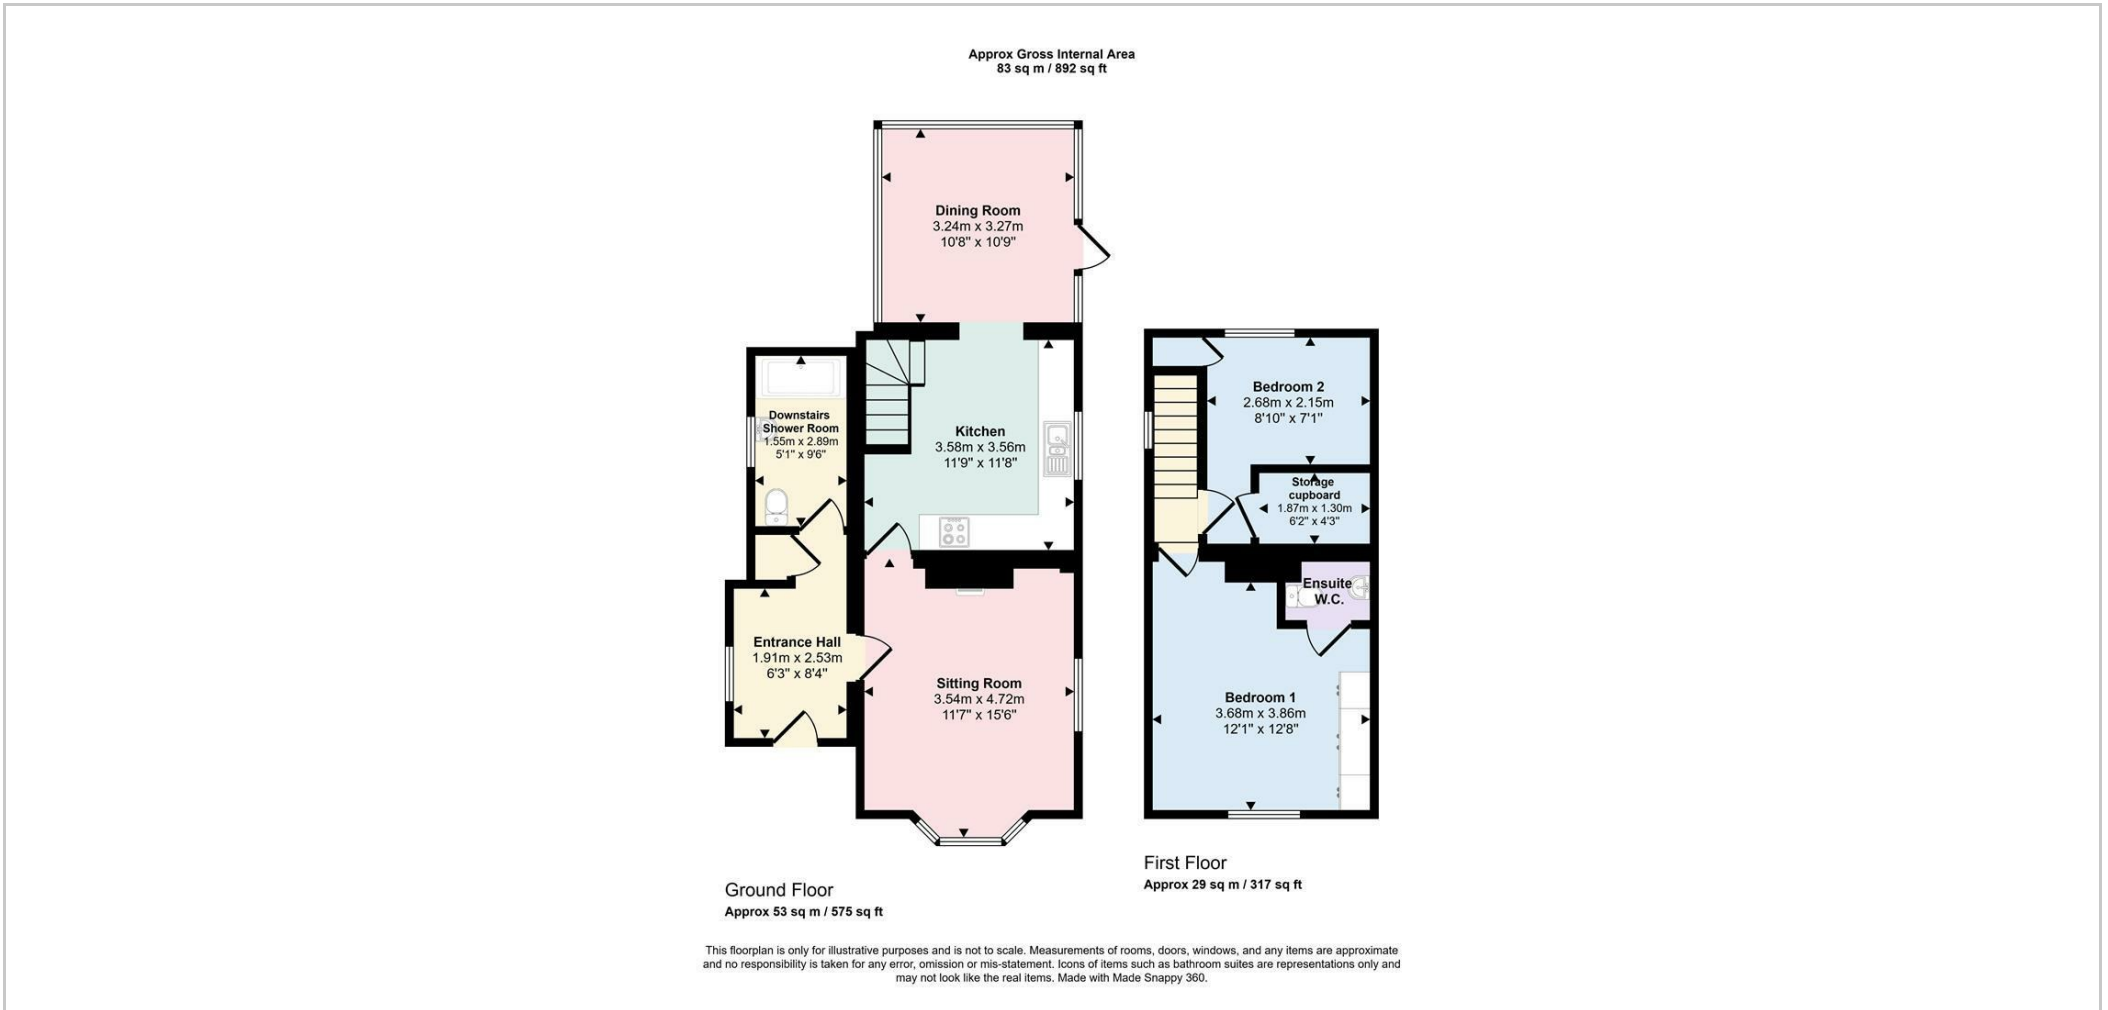 Approx Gross Internal Area
83 sq m / 892 sq ft
Dining Room
3.24m x 3.27m
10'8" x 10'9"
Downstairs
Shower Room
1.55m x 2.89m
5'1" x 9'6"
Kitchen
3.58m x 3.56m
11'9" x 11'8"
Entrance Hall
1.91m x 2.53m
6'3" x 8'4"
Sitting Room
3.54m x 4.72m
11'7" x 15'6"
Ground Floor
Approx 53 sq m / 575 sq ft
Bedroom 2
2.68m x 2.15m
8'10" x 7'1"
Storage
cupboard
1.87m x 1.30m
6'2" x 4'3"
Ensuite
W.C.
Bedroom 1
3.68m x 3.86m
12'1" x 12'8"
First Floor
Approx 29 sq m / 317 sq ft
This floorplan is only for illustrative purposes and is not to scale. Measurements of rooms, doors, windows, and any items are approximate
and no responsibility is taken for any error, omission or mis-statement. Icons of items such as bathroom suites are representations only and
may not look like the real items. Made with Made Snappy 360.